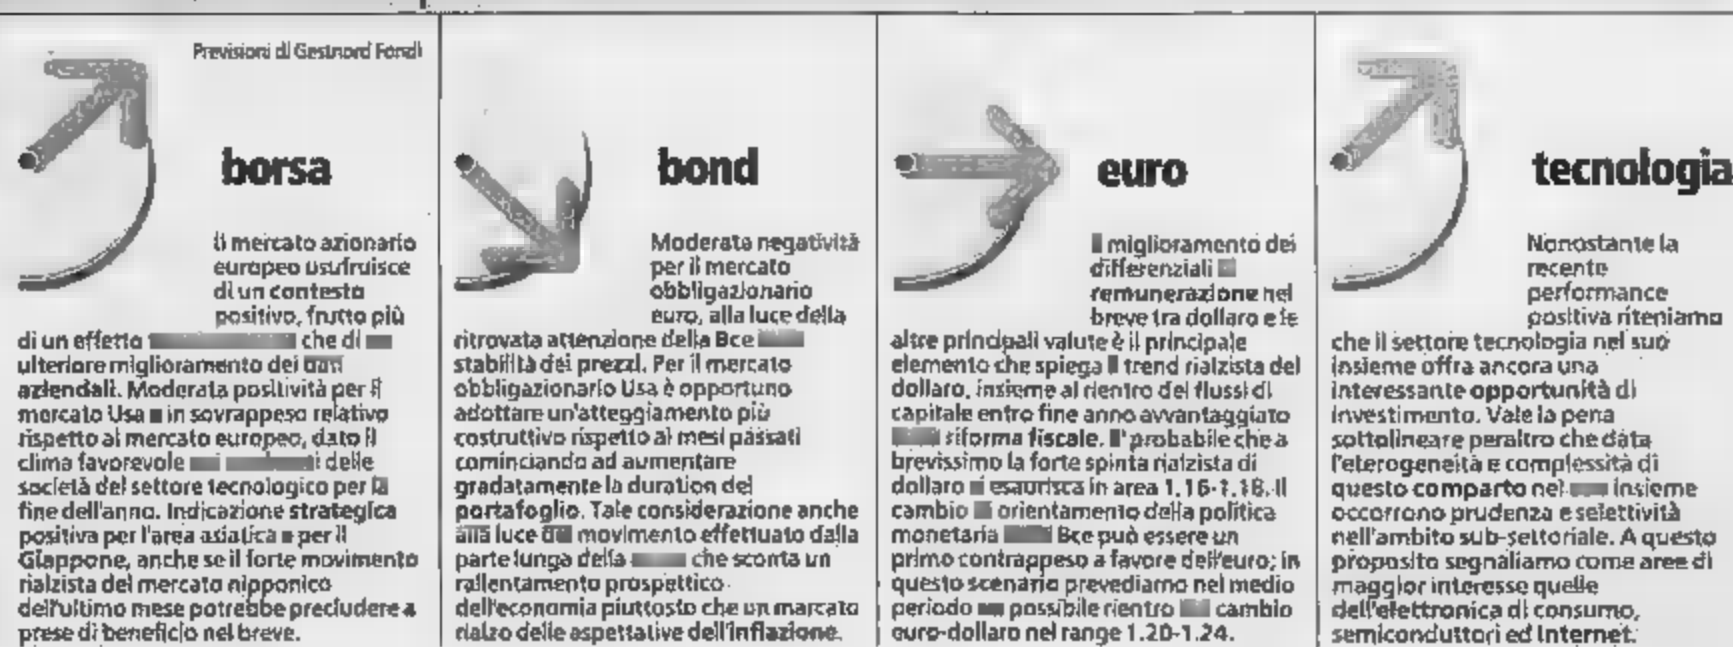 Previsioni di Gestnord Fondi
borsa
Il mercato azionario
europeo usufruisce
di un contesto
positivo, frutto più
di un effetto che di
ulteriore miglioramento dei
aziendali. Moderata positività per il
mercato Usa in sovrappeso relativo
rispetto al mercato europeo, dato il
clima favorevole delle
società del settore tecnologico per la
fine dell'anno. Indicazione strategica
positiva per l'area asiatica e per il
Giappone, anche se il forte movimento
rialzista del mercato nipponico
dell'ultimo mese potrebbe precludere a
prese di beneficio nel breve.
bond
Moderata negatività
per il mercato
obbligazionario
euro, alla luce della
ritrovata attenzione della Bce
stabilità dei prezzi. Per il mercato
obbligazionario Usa è opportuno
adottare un'atteggiamento più
costruttivo rispetto ai mesi passati
cominciando ad aumentare
gradatamente la duration del
portafoglio. Tale considerazione anche
alla luce del movimento effettuato dalla
parte lunga della che sconta un
rallentamento prospettico
dell'economia piuttosto che un marcato
rialzo delle aspettative dell'inflazione.
euro
miglioramento dei
differenziali
remunerazione nel
breve tra dollaro e le
altre principali valute è il principale
elemento che spiega il trend rialzista del
dollaro, insieme al rientro dei flussi di
capitale entro fine anno avvantaggiato
riforma fiscale. E' probabile che a
brevissimo la forte spinta rialzista di
dollaro si esaurisca in area 1.16-1.18. Il
cambio orientamento della politica
monetaria Bce può essere un
primo contrappeso a favore dell'euro; in
questo scenario prevediamo nel medio
periodo possibile rientro cambio
euro-dollaro nel range 1.20-1.24.
tecnologia
Nonostante la
recente
performance
positiva riteniamo
che il settore tecnologia nel suo
insieme offra ancora una
interessante opportunità di
investimento. Vale la pena
sottolineare peraltro che data
l'eterogeneità e complessità di
questo comparto nel insieme
occorrono prudenza e selettività
nell'ambito sub-settoriale. A questo
proposito segnaliamo come aree di
maggior interesse quelle
dell'elettronica di consumo,
semiconduttori ed Internet.